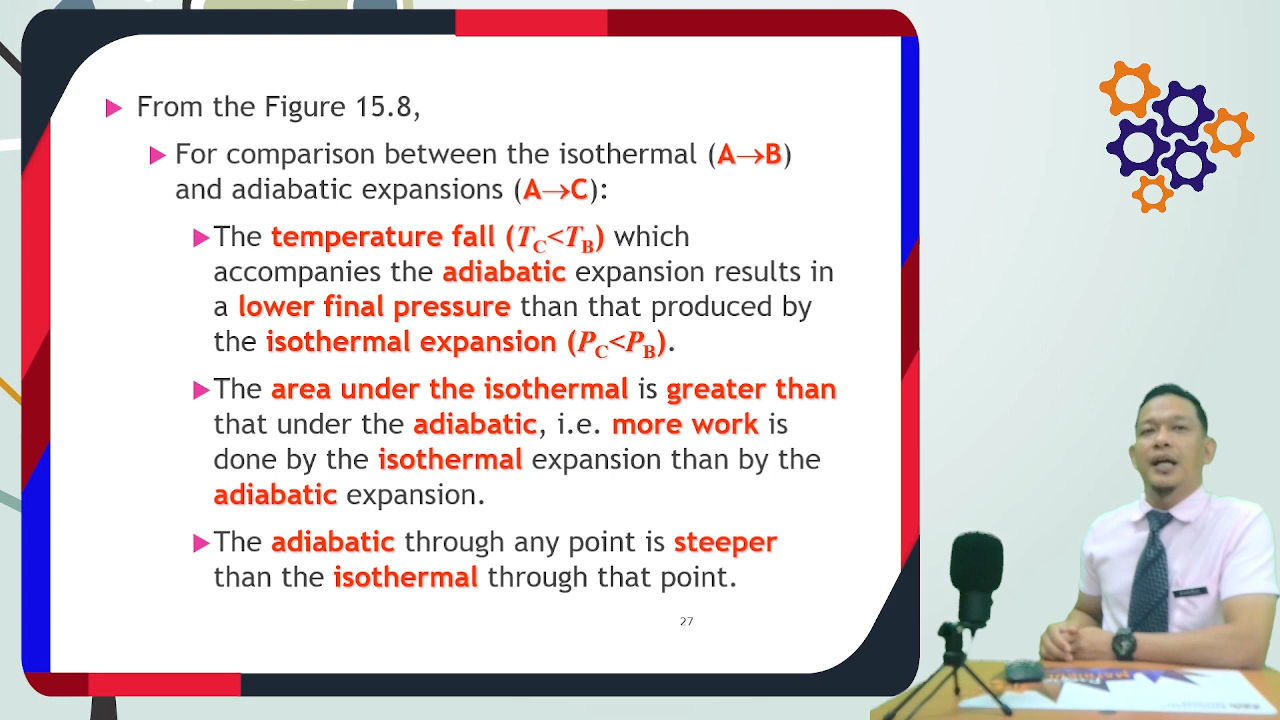 From the Figure 15.8,
For comparison between the isothermal (A→B)
and adiabatic expansions (A→C):
The temperature fall (TC<TB) which
accompanies the adiabatic expansion results in
a lower final pressure than that produced by
the isothermal expansion (PC<PB).
The area under the isothermal is greater than
that under the adiabatic, i.e. more work is
done by the isothermal expansion than by the
adiabatic expansion.
The adiabatic through any point is steeper
than the isothermal through that point.
27